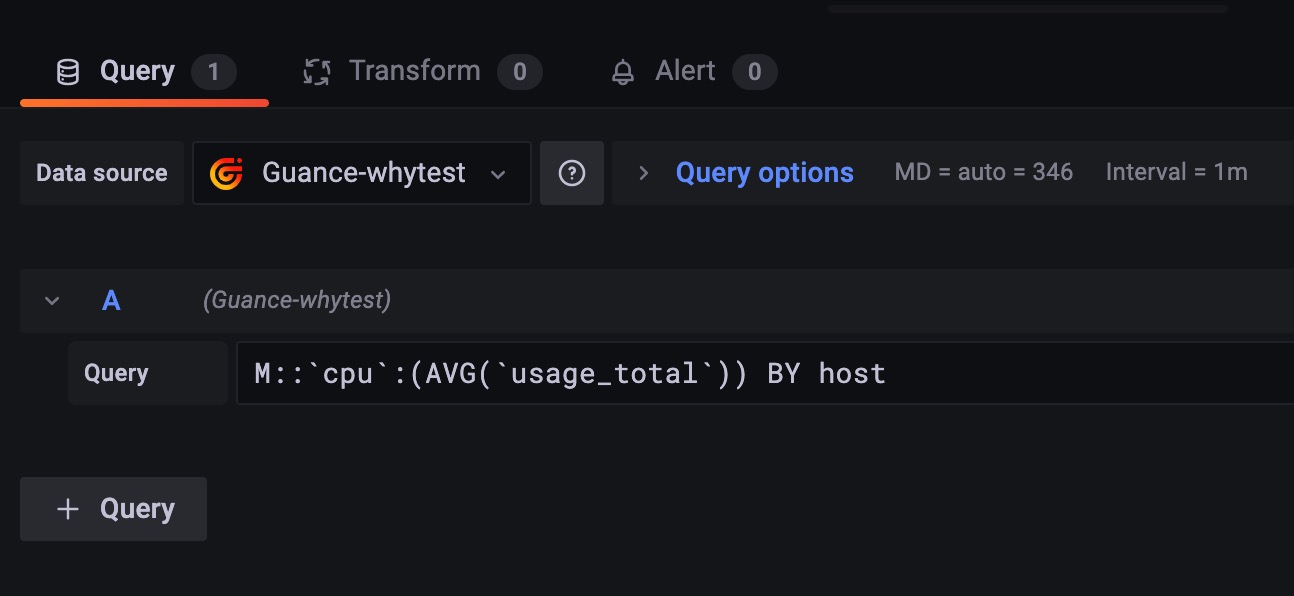 Query 1 Transform 0 Alert 0
Data source Guance-whytest ? Query options MD = auto = 346 Interval = 1m
A (Guance-whytest)
Query M::`cpu`:(AVG(`usage_total`)) BY host
+ Query